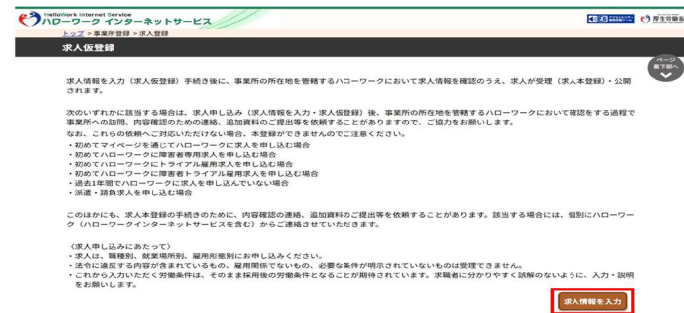 HelloWork Internet Service
ハローワーク インターネットサービス
厚生労働省
トップ > 事業所登録 > 求人登録
求人仮登録
ページ
最下部へ
求人情報を入力（求人仮登録）手続き後に、事業所の所在地を管轄するハローワークにおいて求人情報を確認のうえ、求人が受理（求人本登録）・公開
されます。
次のいずれかに該当する場合は、求人申し込み（求人情報を入力・求人仮登録）後、事業所の所在地を管轄するハローワークにおいて確認をする過程で
事業所への訪問、内容確認のための連絡、追加資料のご提出等を依頼することがありますので、ご協力をお願いします。
なお、これらの依頼へご対応いただけない場合、本登録ができませんのでご注意ください。
・初めてマイページを通じてハローワークに求人を申し込む場合
・初めてハローワークに障害者専用求人を申し込む場合
・初めてハローワークにトライアル雇用求人を申し込む場合
・初めてハローワークに障害者トライアル雇用求人を申し込む場合
・過去1年間でハローワークに求人を申し込んでいない場合
・派遣・請負求人を申し込む場合
このほかにも、求人本登録の手続きのために、内容確認の連絡、追加資料のご提出等を依頼することがあります。該当する場合には、個別にハローワー
ク（ハローワークインターネットサービスを含む）からご連絡させていただきます。
〈求人申し込みにあたって〉
・求人は、職種別、就業場所別、雇用形態別にお申し込みください。
・法令に違反する内容が含まれているもの、雇用関係でないもの、必要な条件が明示されていないものは受理できません。
・これから入力いただく労働条件は、そのまま採用後の労働条件となることが期待されています。求職者に分かりやすく誤解のないように、入力・説明
をお願いします。
求人情報を入力